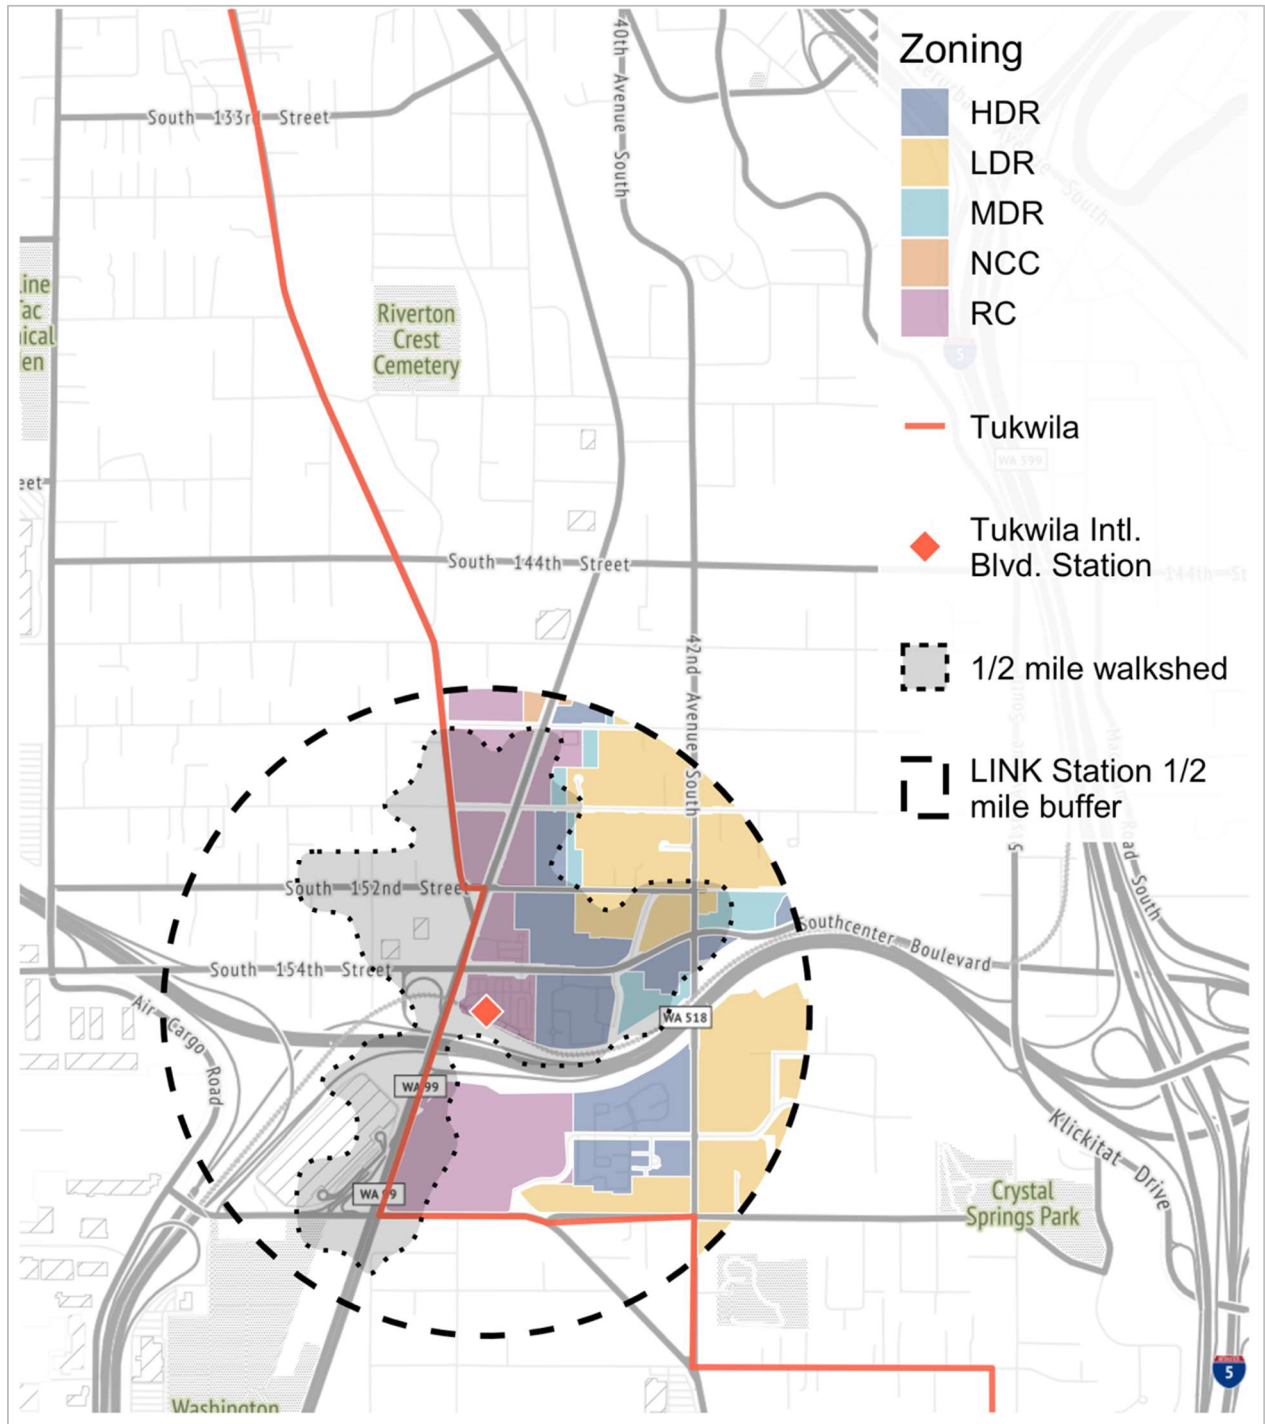 Zoning
HDR
LDR
MDR
NCC
RC
Tukwila
Tukwila Intl.
Blvd. Station
1/2 mile walkshed
LINK Station 1/2
mile buffer
South 133rd Street
40th Avenue South
Riverton
Crest
Cemetery
5
WA 599
South 144th Street
42nd Avenue South
South 152nd Street
Southcenter Boulevard
South 154th Street
WA 518
Air Cargo Road
WA 99
WA 99
Klickitat Drive
Crystal
Springs Park
5
Washington